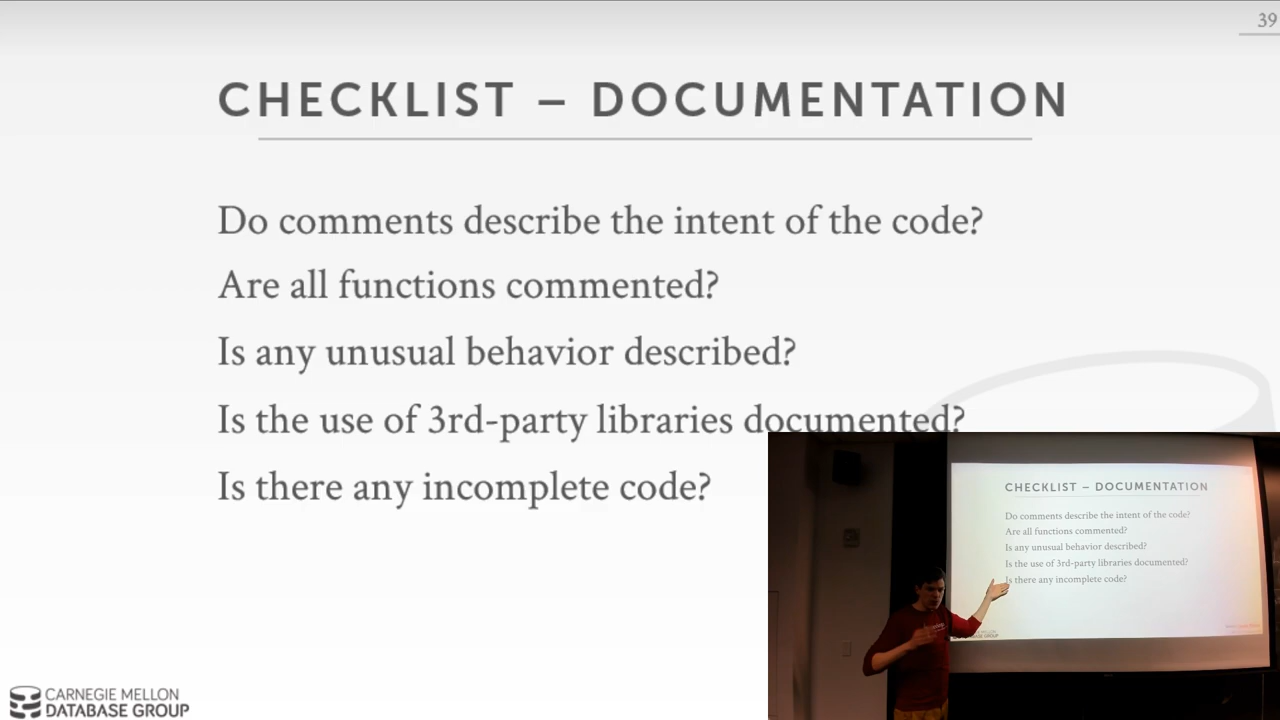 39
CHECKLIST – DOCUMENTATION
Do comments describe the intent of the code?
Are all functions commented?
Is any unusual behavior described?
Is the use of 3rd-party libraries documented?
Is there any incomplete code?
CHECKLIST – DOCUMENTATION
Do comments describe the intent of the code?
Are all functions commented?
Is any unusual behavior described?
Is the use of 3rd-party libraries documented?
Is there any incomplete code?
CARNEGIE MELLON
DATABASE GROUP